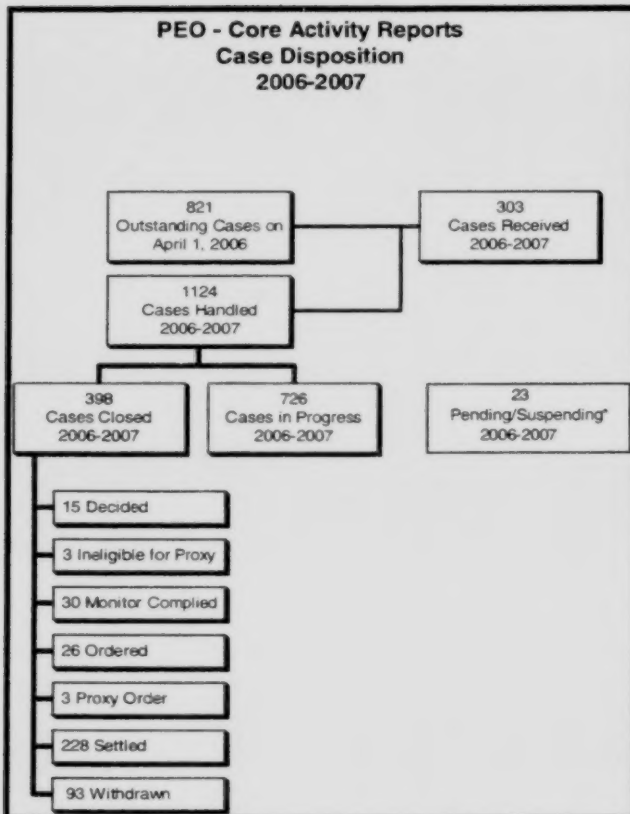 PEO - Core Activity Reports
Case Disposition
2006-2007
821
Outstanding Cases on
April 1, 2006
303
Cases Received
2006-2007
1124
Cases Handled
2006-2007
398
Cases Closed
2006-2007
726
Cases in Progress
2006-2007
23
Pending/Suspending*
2006-2007
15 Decided
3 Ineligible for Proxy
30 Monitor Complied
26 Ordered
3 Proxy Order
228 Settled
93 Withdrawn